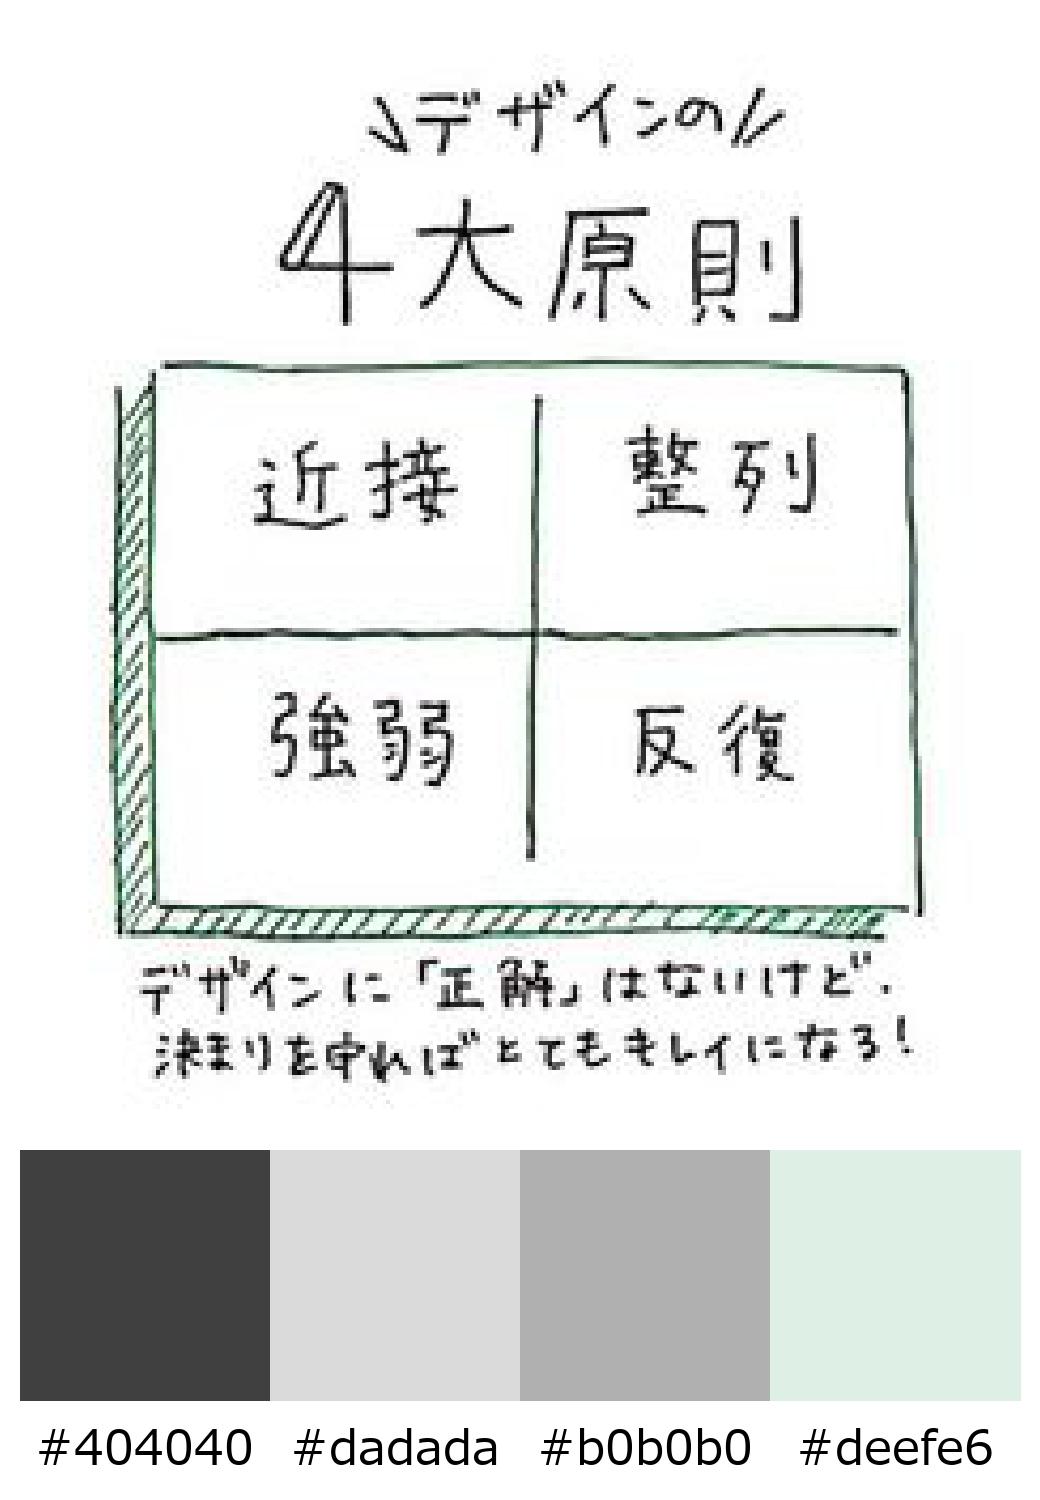 デザインの
4大原則
近接 整列
強弱 反復
デザインに「正解」はないけど、
決まりを守ればとてもキレイになる!
#404040 #dadada #b0b0b0 #deefe6